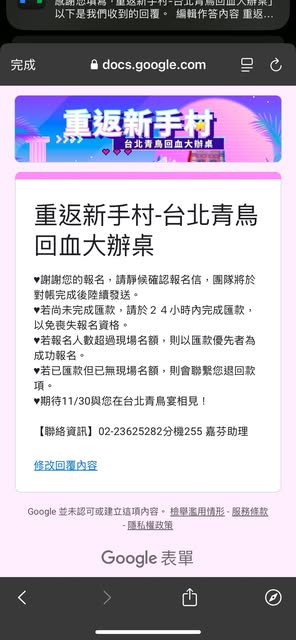 感謝您填寫「重返新手村-台北青鳥回血大辦桌」
以下是我們收到的回覆。 編輯作答內容 重返…
完成
docs.google.com
重返新手村
台北青鳥回血大辦桌
重返新手村-台北青鳥
回血大辦桌
♥謝謝您的報名，請靜候確認報名信，團隊將於
對帳完成後陸續發送。
♥若尚未完成匯款，請於２４小時內完成匯款，
以免喪失報名資格。
♥若報名人數超過現場名額，則以匯款優先者為
成功報名。
♥若已匯款但已無現場名額，則會聯繫您退回款
項。
♥期待11/30與您在台北青鳥宴相見！
【聯絡資訊】02-23625282分機255 嘉芬助理
修改回覆內容
Google 並未認可或建立這項內容。 檢舉濫用情形 - 服務條款
- 隱私權政策
Google 表單